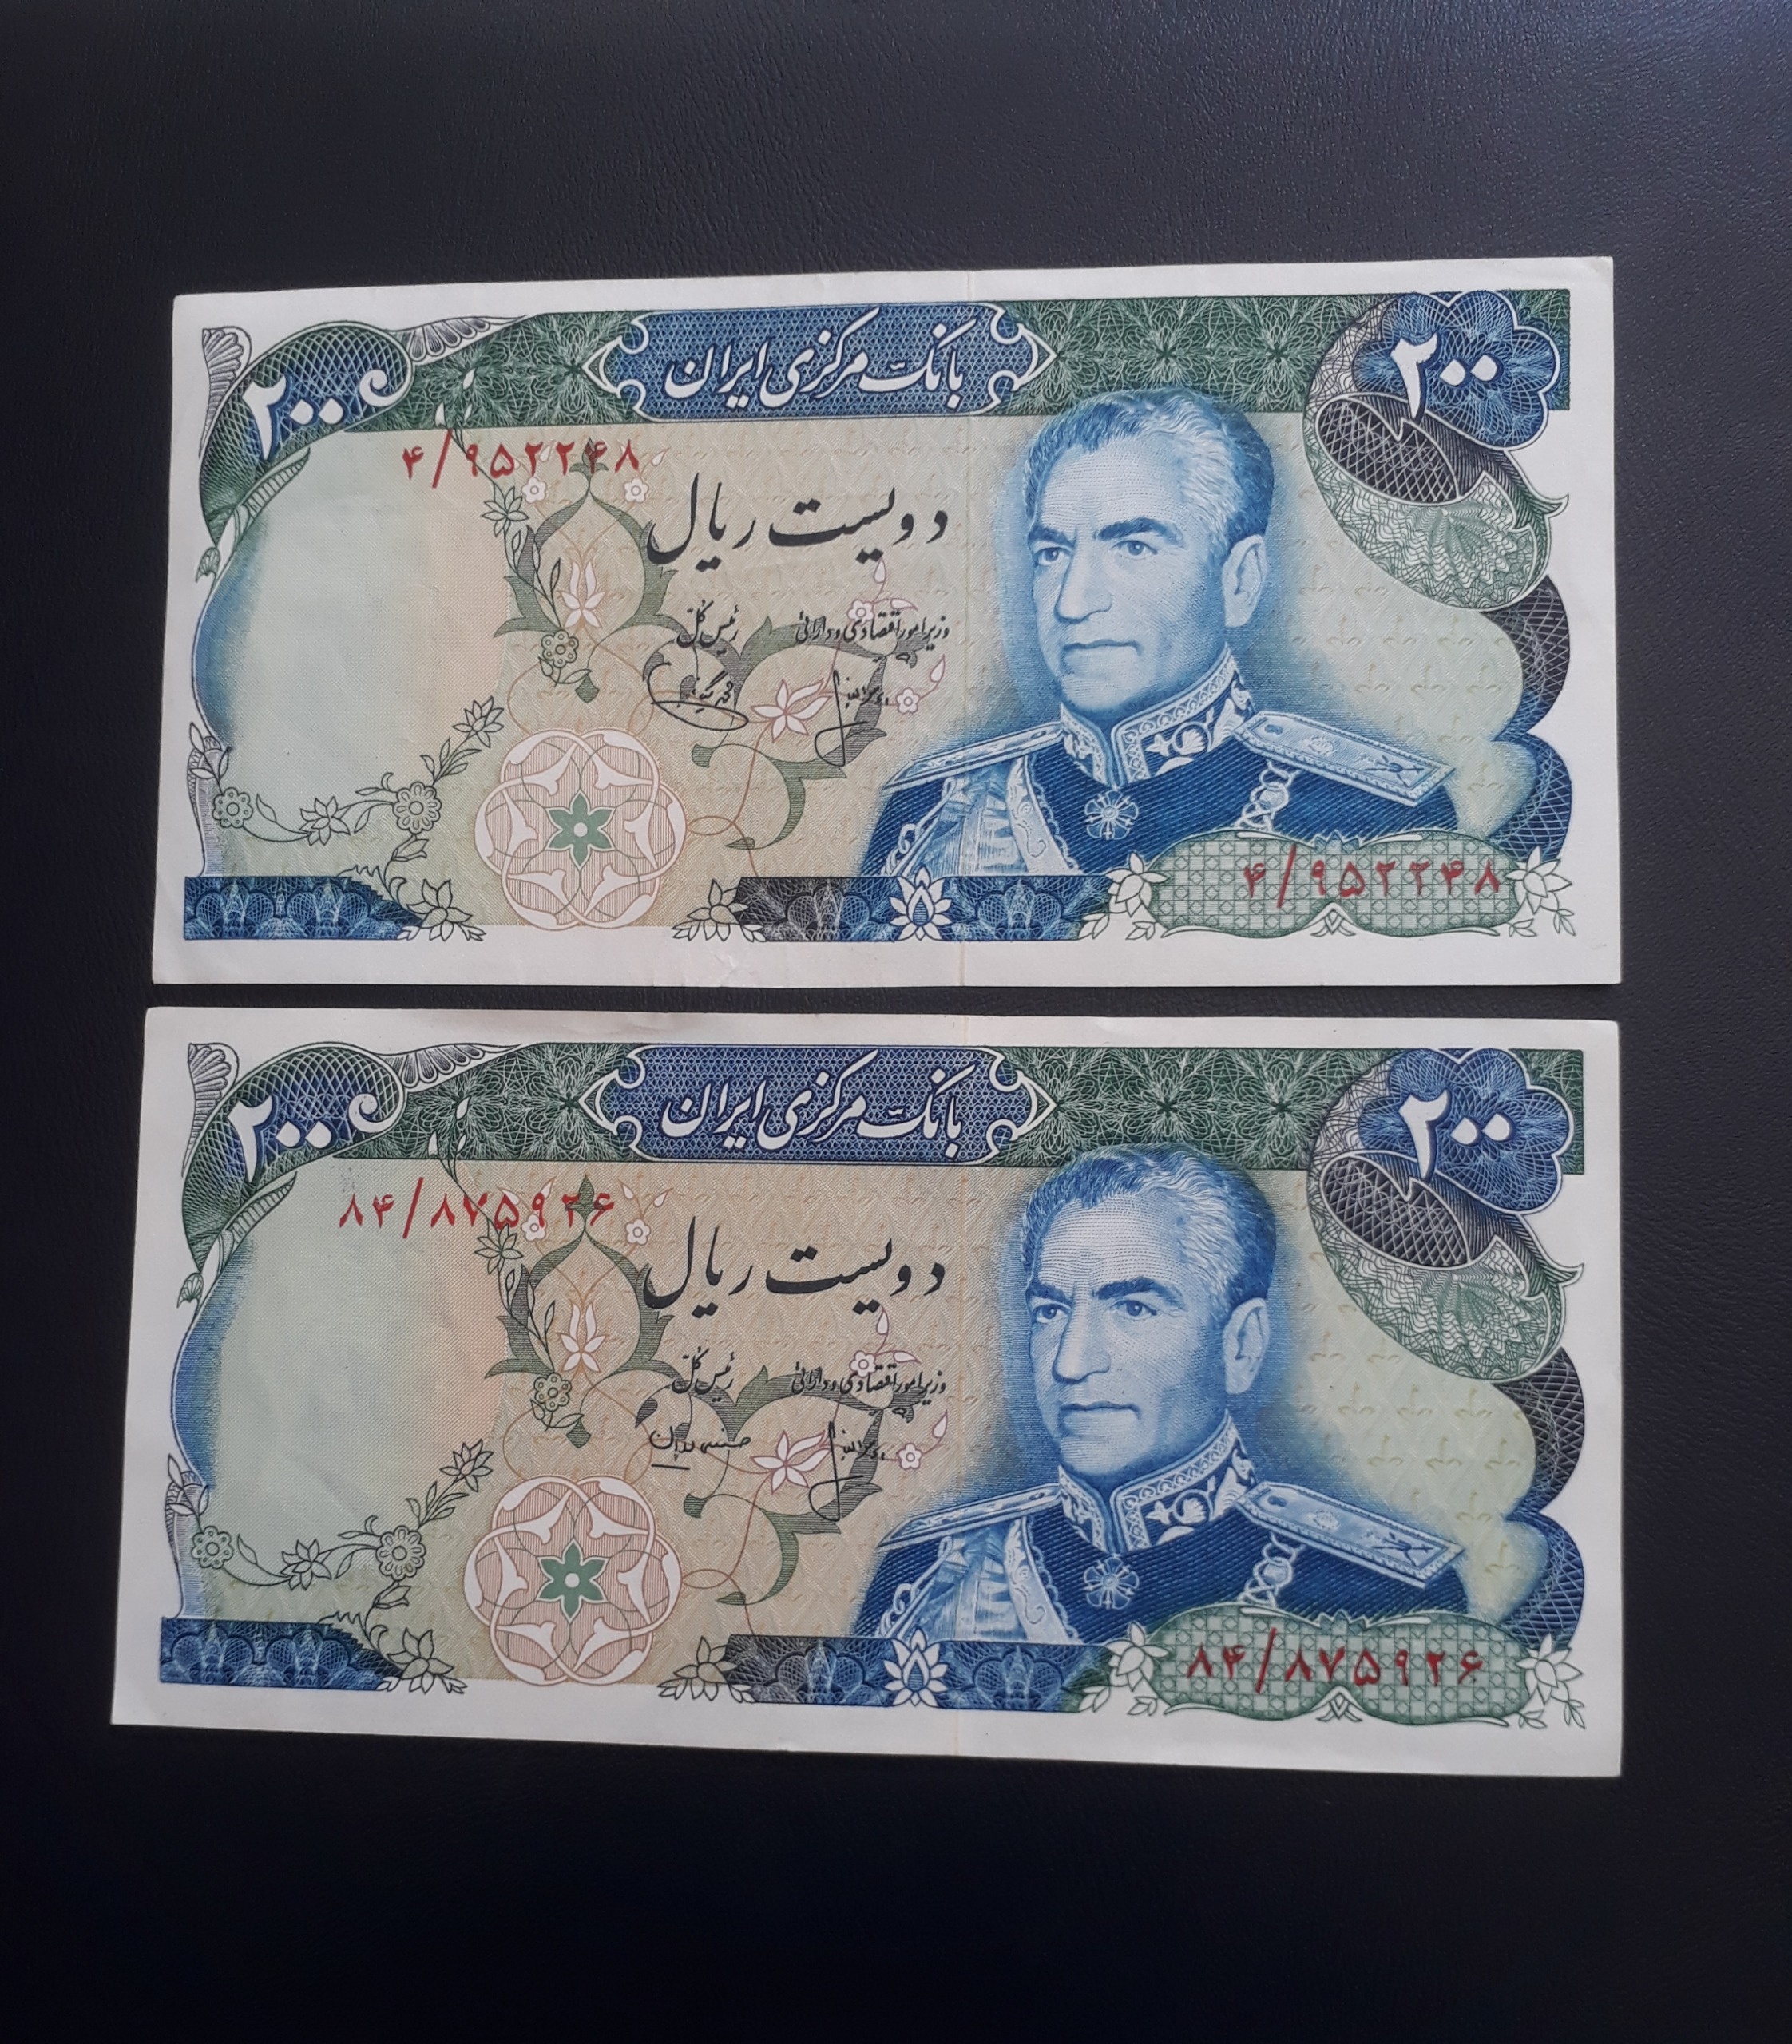 بانک مرکزی ایران
۲۰۰
۲۰۰
۴/۹۵۲۲۴۸
دویست ریال
وزیر امور اقتصادی و دارائی
رئیس کل
۴/۹۵۲۲۴۸
بانک مرکزی ایران
۲۰۰
۲۰۰
۸۴/۸۷۵۹۲۶
دویست ریال
وزیر امور اقتصادی و دارائی
رئیس کل
۸۴/۸۷۵۹۲۶